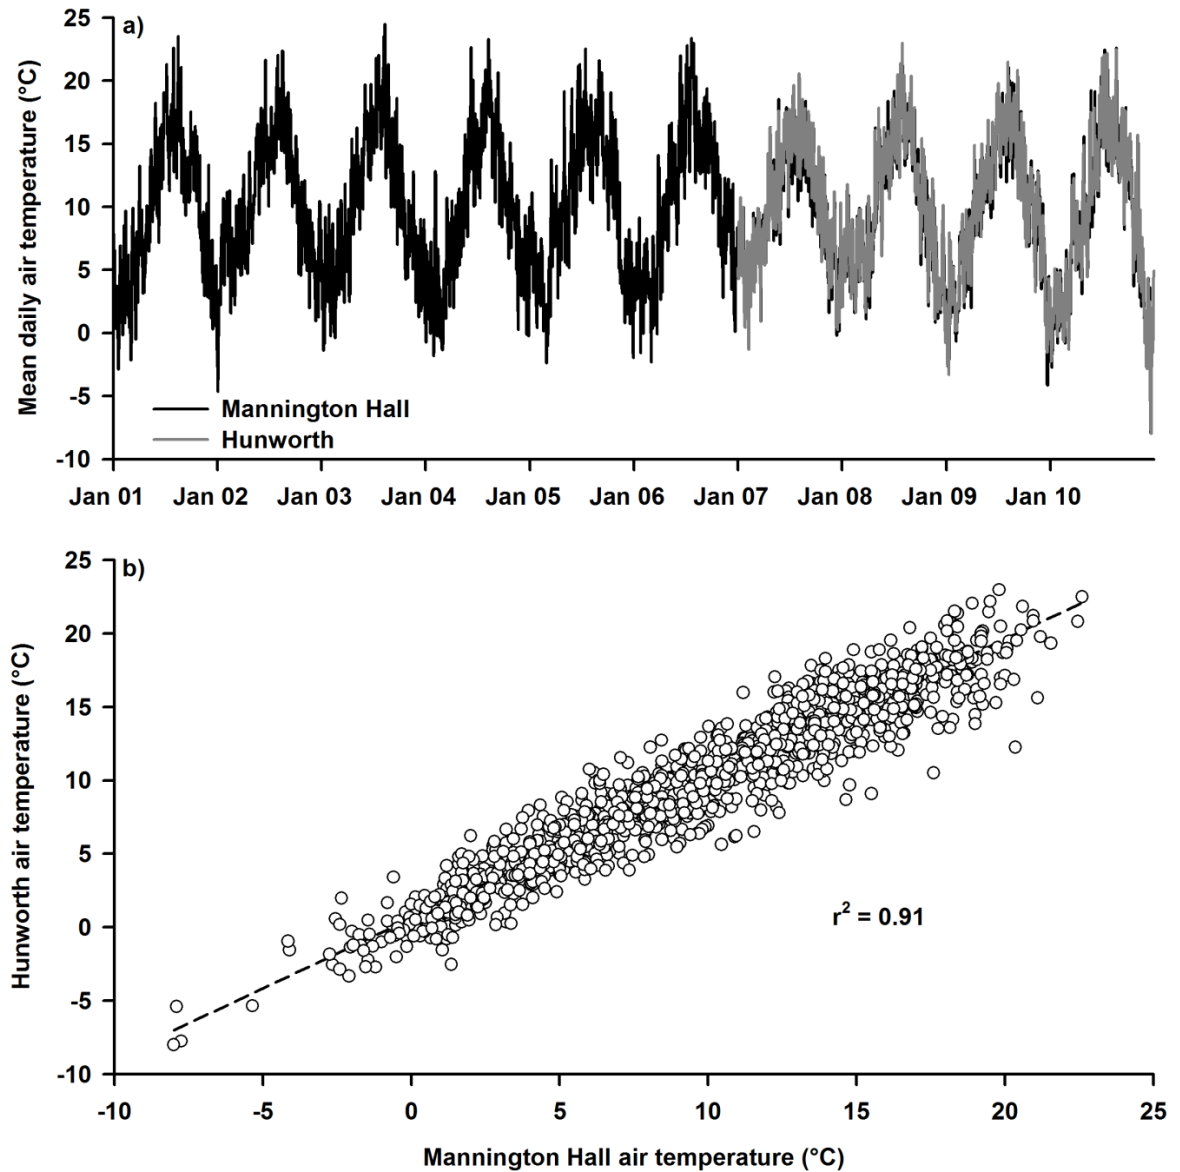 a)
Mean daily air temperature (°C)
25
20
15
10
5
0
-5
-10
Mannington Hall
Hunworth
Jan 01 Jan 02 Jan 03 Jan 04 Jan 05 Jan 06 Jan 07 Jan 08 Jan 09 Jan 10
b)
Hunworth air temperature (°C)
25
20
15
10
5
0
-5
-10
r² = 0.91
-10 -5 0 5 10 15 20 25
Mannington Hall air temperature (°C)